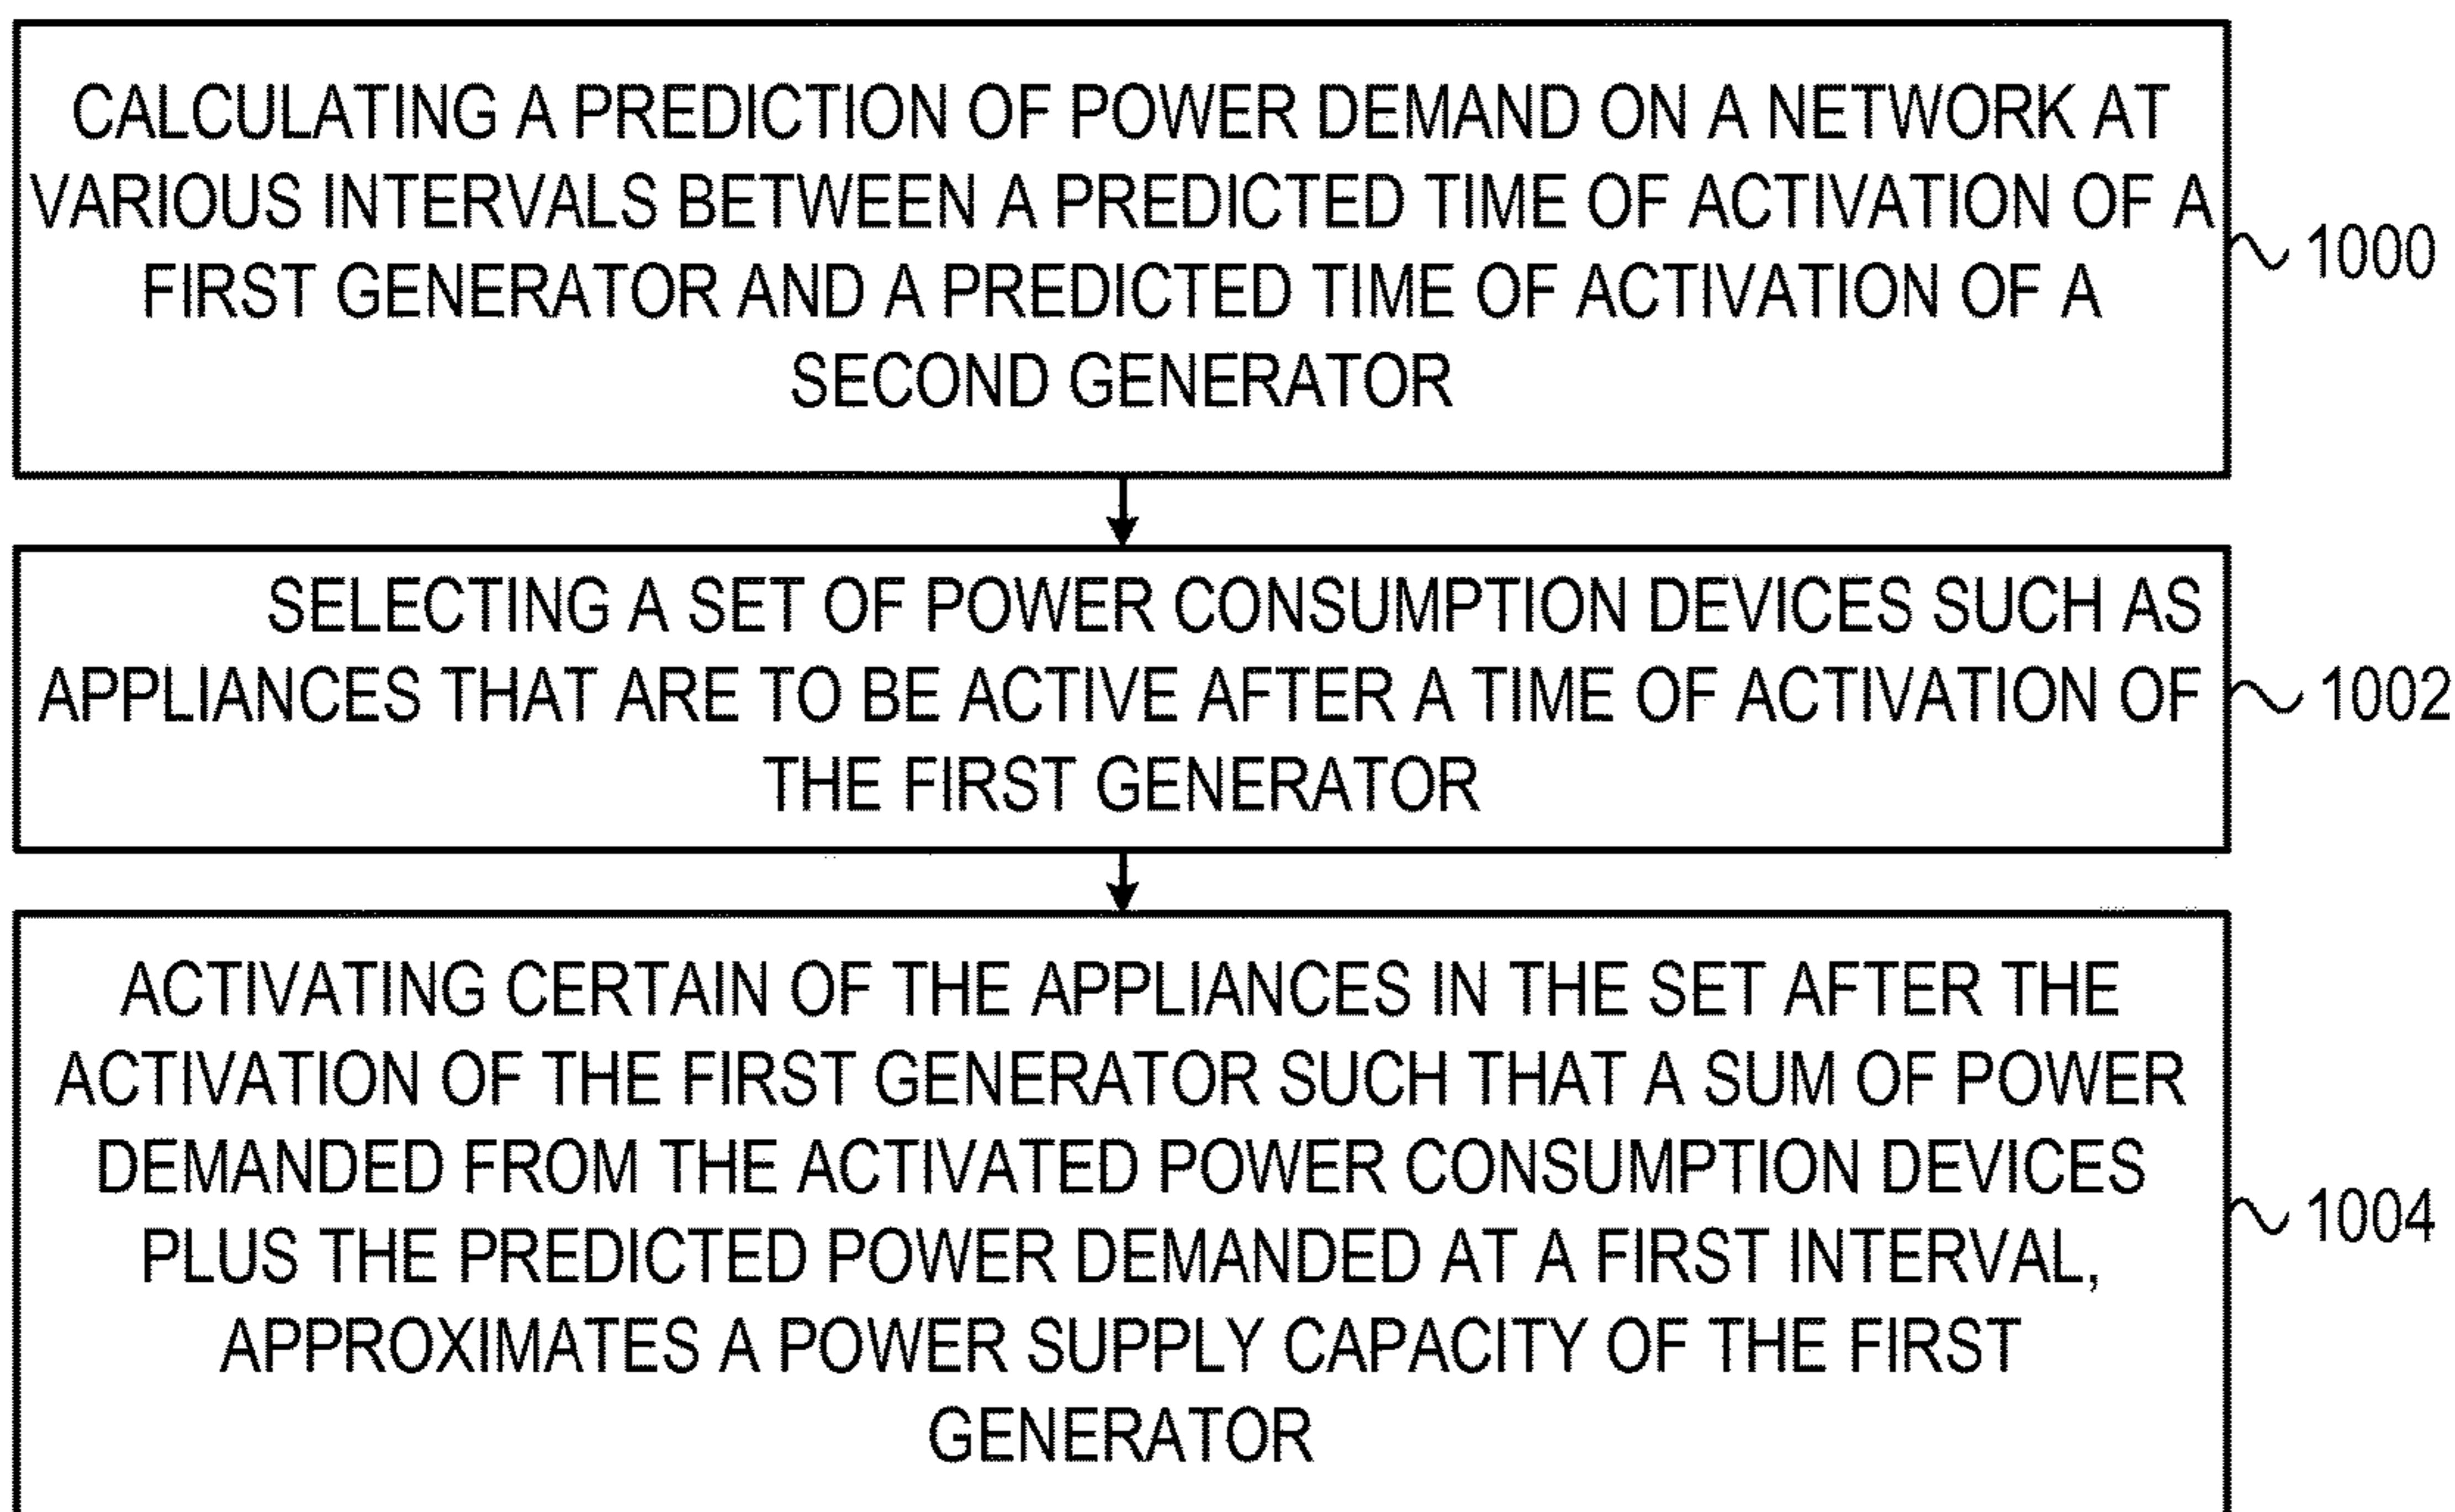 CALCULATING A PREDICTION OF POWER DEMAND ON A NETWORK AT
VARIOUS INTERVALS BETWEEN A PREDICTED TIME OF ACTIVATION OF A
FIRST GENERATOR AND A PREDICTED TIME OF ACTIVATION OF A
SECOND GENERATOR
1000
SELECTING A SET OF POWER CONSUMPTION DEVICES SUCH AS
APPLIANCES THAT ARE TO BE ACTIVE AFTER A TIME OF ACTIVATION OF
THE FIRST GENERATOR
1002
ACTIVATING CERTAIN OF THE APPLIANCES IN THE SET AFTER THE
ACTIVATION OF THE FIRST GENERATOR SUCH THAT A SUM OF POWER
DEMANDED FROM THE ACTIVATED POWER CONSUMPTION DEVICES
PLUS THE PREDICTED POWER DEMANDED AT A FIRST INTERVAL,
APPROXIMATES A POWER SUPPLY CAPACITY OF THE FIRST
GENERATOR
1004